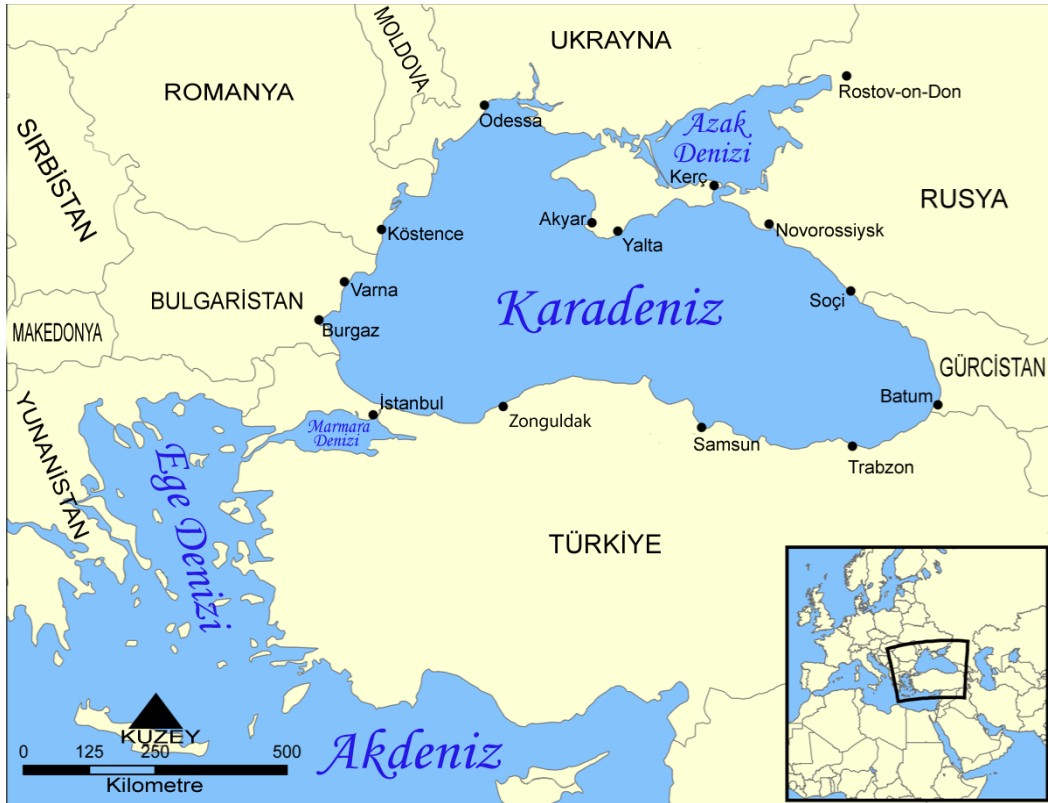 MOLDOVA
UKRAYNA
ROMANYA
Rostov-on-Don
Odessa
Azak
Denizi
SIRBİSTAN
Kerç
RUSYA
Akyar
Köstence
Yalta
Novorossiysk
Varna
Karadeniz
BULGARİSTAN
Soçi
Burgaz
MAKEDONYA
GÜRCİSTAN
Batum
İstanbul
Zonguldak
Marmara
Denizi
Samsun
Trabzon
YUNANİSTAN
Ege Denizi
TÜRKİYE
KUZEY
Akdeniz
0 125 250 500
Kilometre